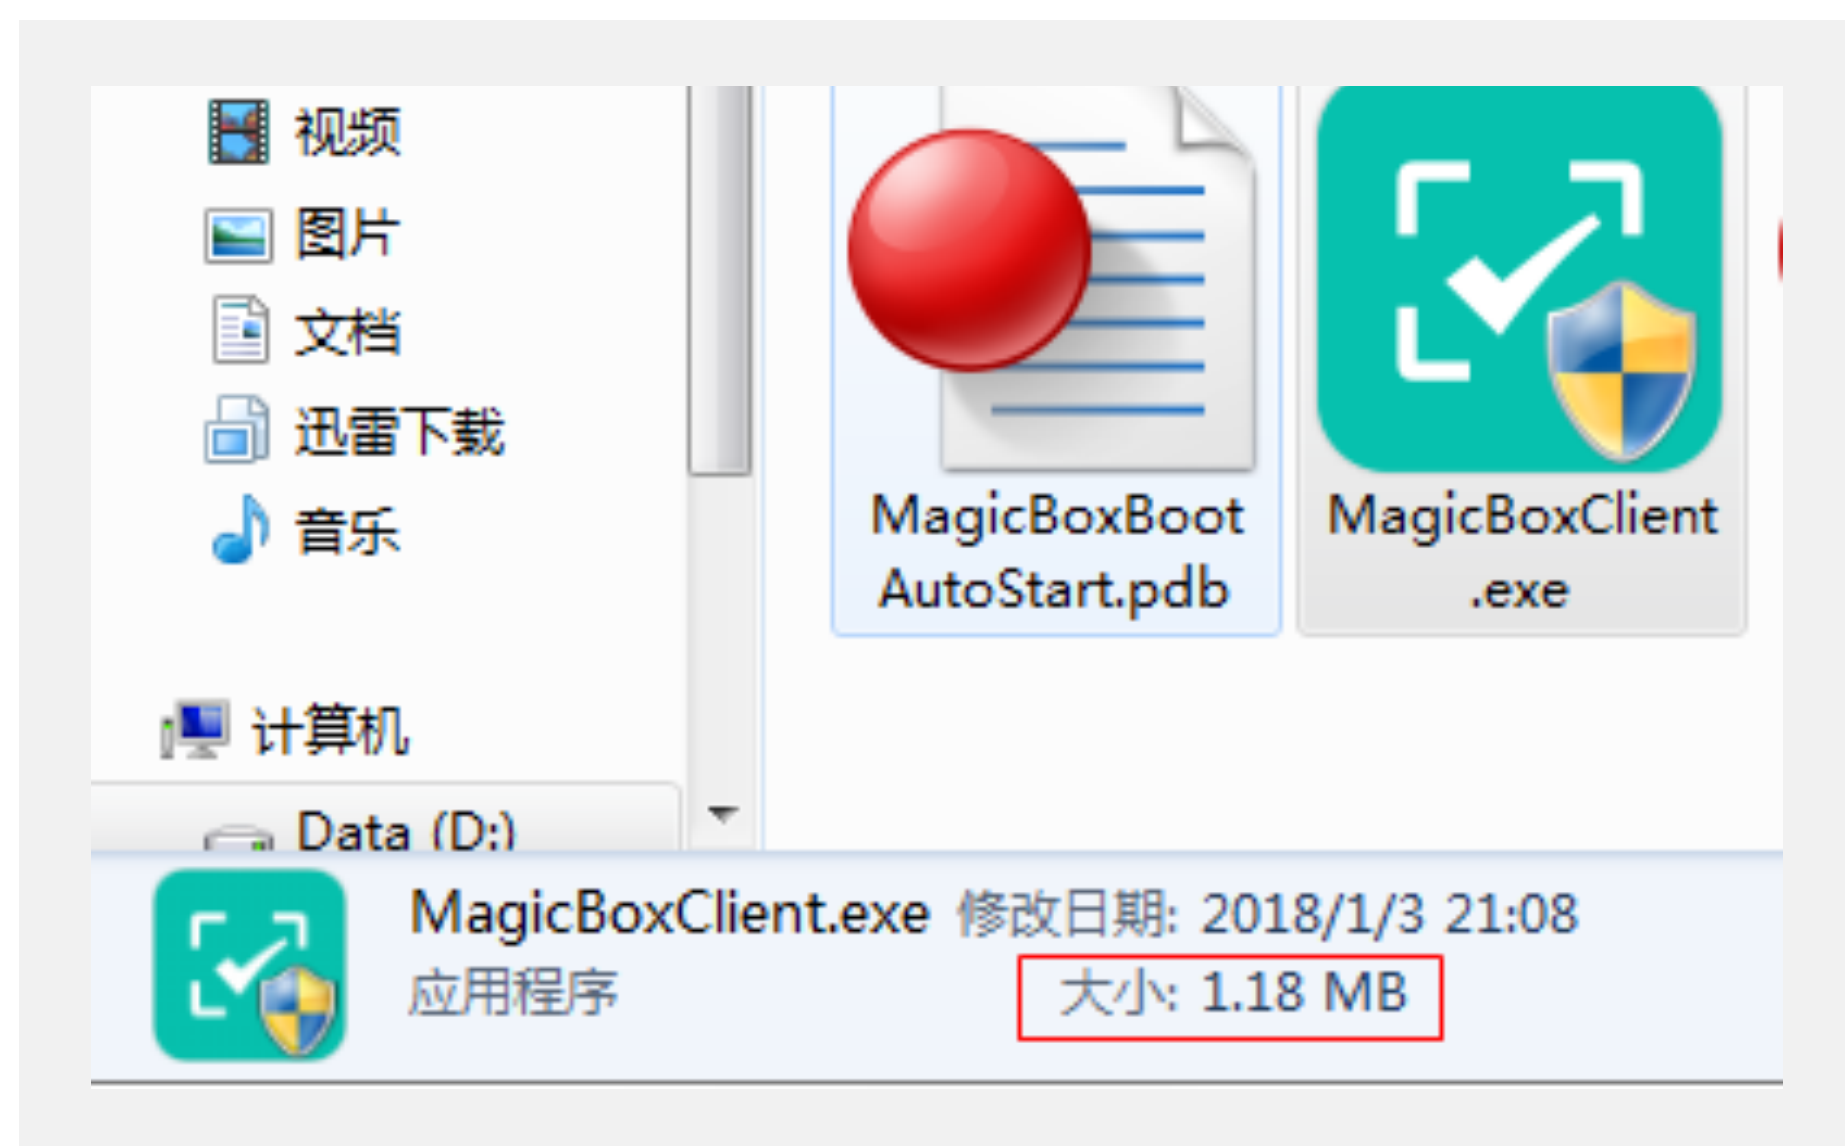 视频
图片
文档
迅雷下载
音乐
计算机
Data (D:)
MagicBoxBoot
AutoStart.pdb
MagicBoxClient
.exe
MagicBoxClient.exe 修改日期: 2018/1/3 21:08
应用程序 大小: 1.18 MB